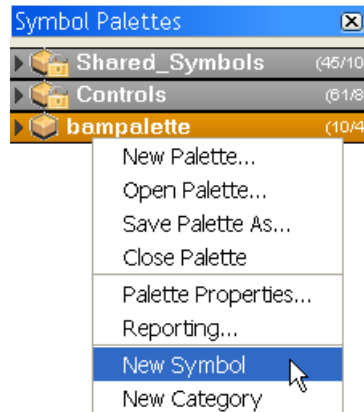 Symbol Palettes
Shared_Symbols (45/10
Controls (61/8
bampalette (10/4
New Palette...
Open Palette...
Save Palette As...
Close Palette
Palette Properties...
Reporting...
New Symbol
New Category